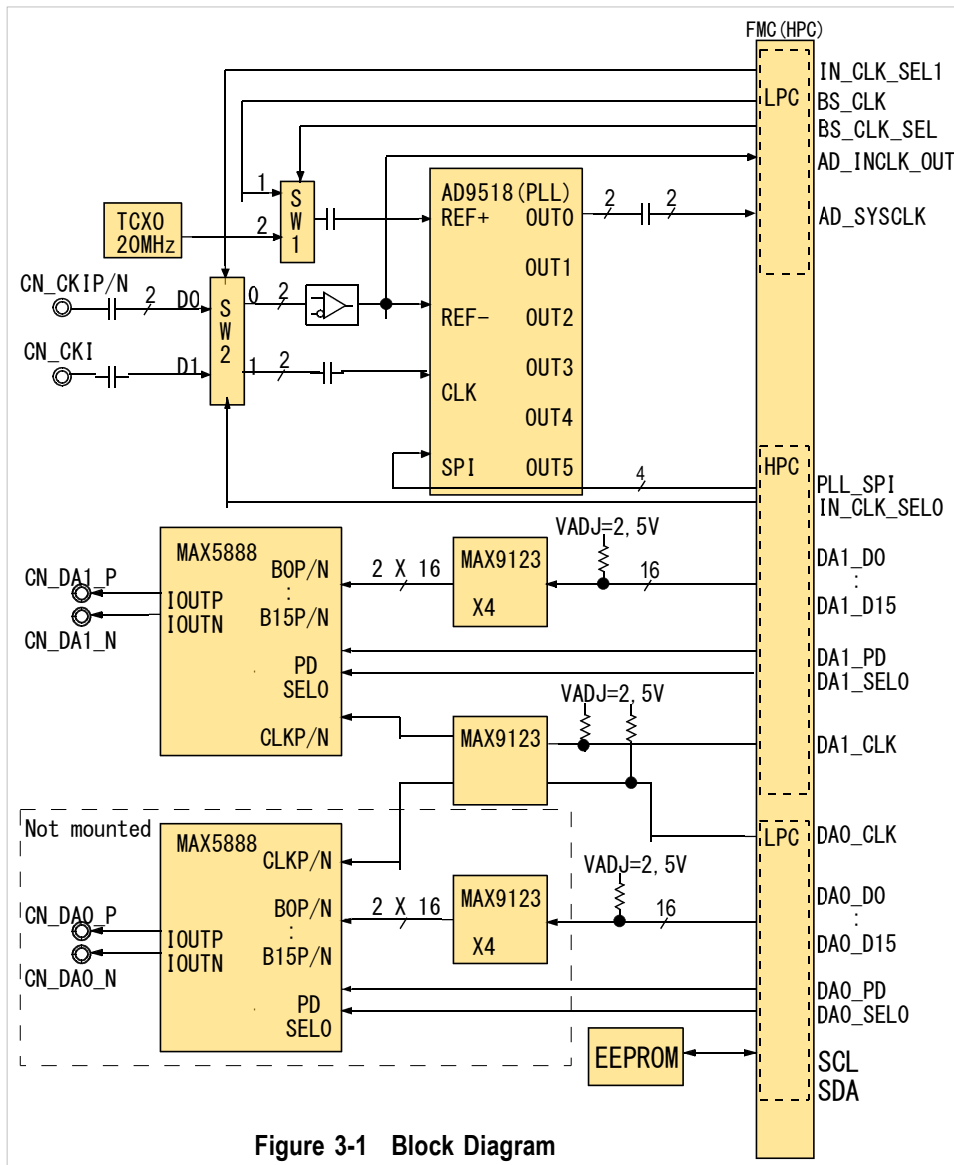 FMC(HPC)
IN_CLK_SEL1
LPC
BS_CLK
BS_CLK_SEL
AD_INCLK_OUT
1
SW1
AD9518(PLL)
TCXO
20MHz
2
REF+
OUT0
2
2
AD_SYSCLK
OUT1
CN_CKIP/N
2
D0
SW2
0
2
REF-
OUT2
CN_CKI
D1
1
2
OUT3
CLK
OUT4
SPI
OUT5
4
HPC
PLL_SPI
IN_CLK_SEL0
MAX5888
VADJ=2,5V
CN_DA1_P
B0P/N
2 X 16
MAX9123
X4
16
DA1_D0
:
DA1_D15
IOUTP
IOUTN
:
B15P/N
CN_DA1_N
PD
SEL0
DA1_PD
DA1_SEL0
VADJ=2,5V
CLKP/N
MAX9123
DA1_CLK
Not mounted
MAX5888
CLKP/N
LPC
DA0_CLK
VADJ=2,5V
CN_DA0_P
B0P/N
2 X 16
MAX9123
X4
16
DA0_D0
:
DA0_D15
IOUTP
IOUTN
:
B15P/N
CN_DA0_N
PD
SEL0
DA0_PD
DA0_SEL0
EEPROM
SCL
SDA
Figure 3-1 Block Diagram